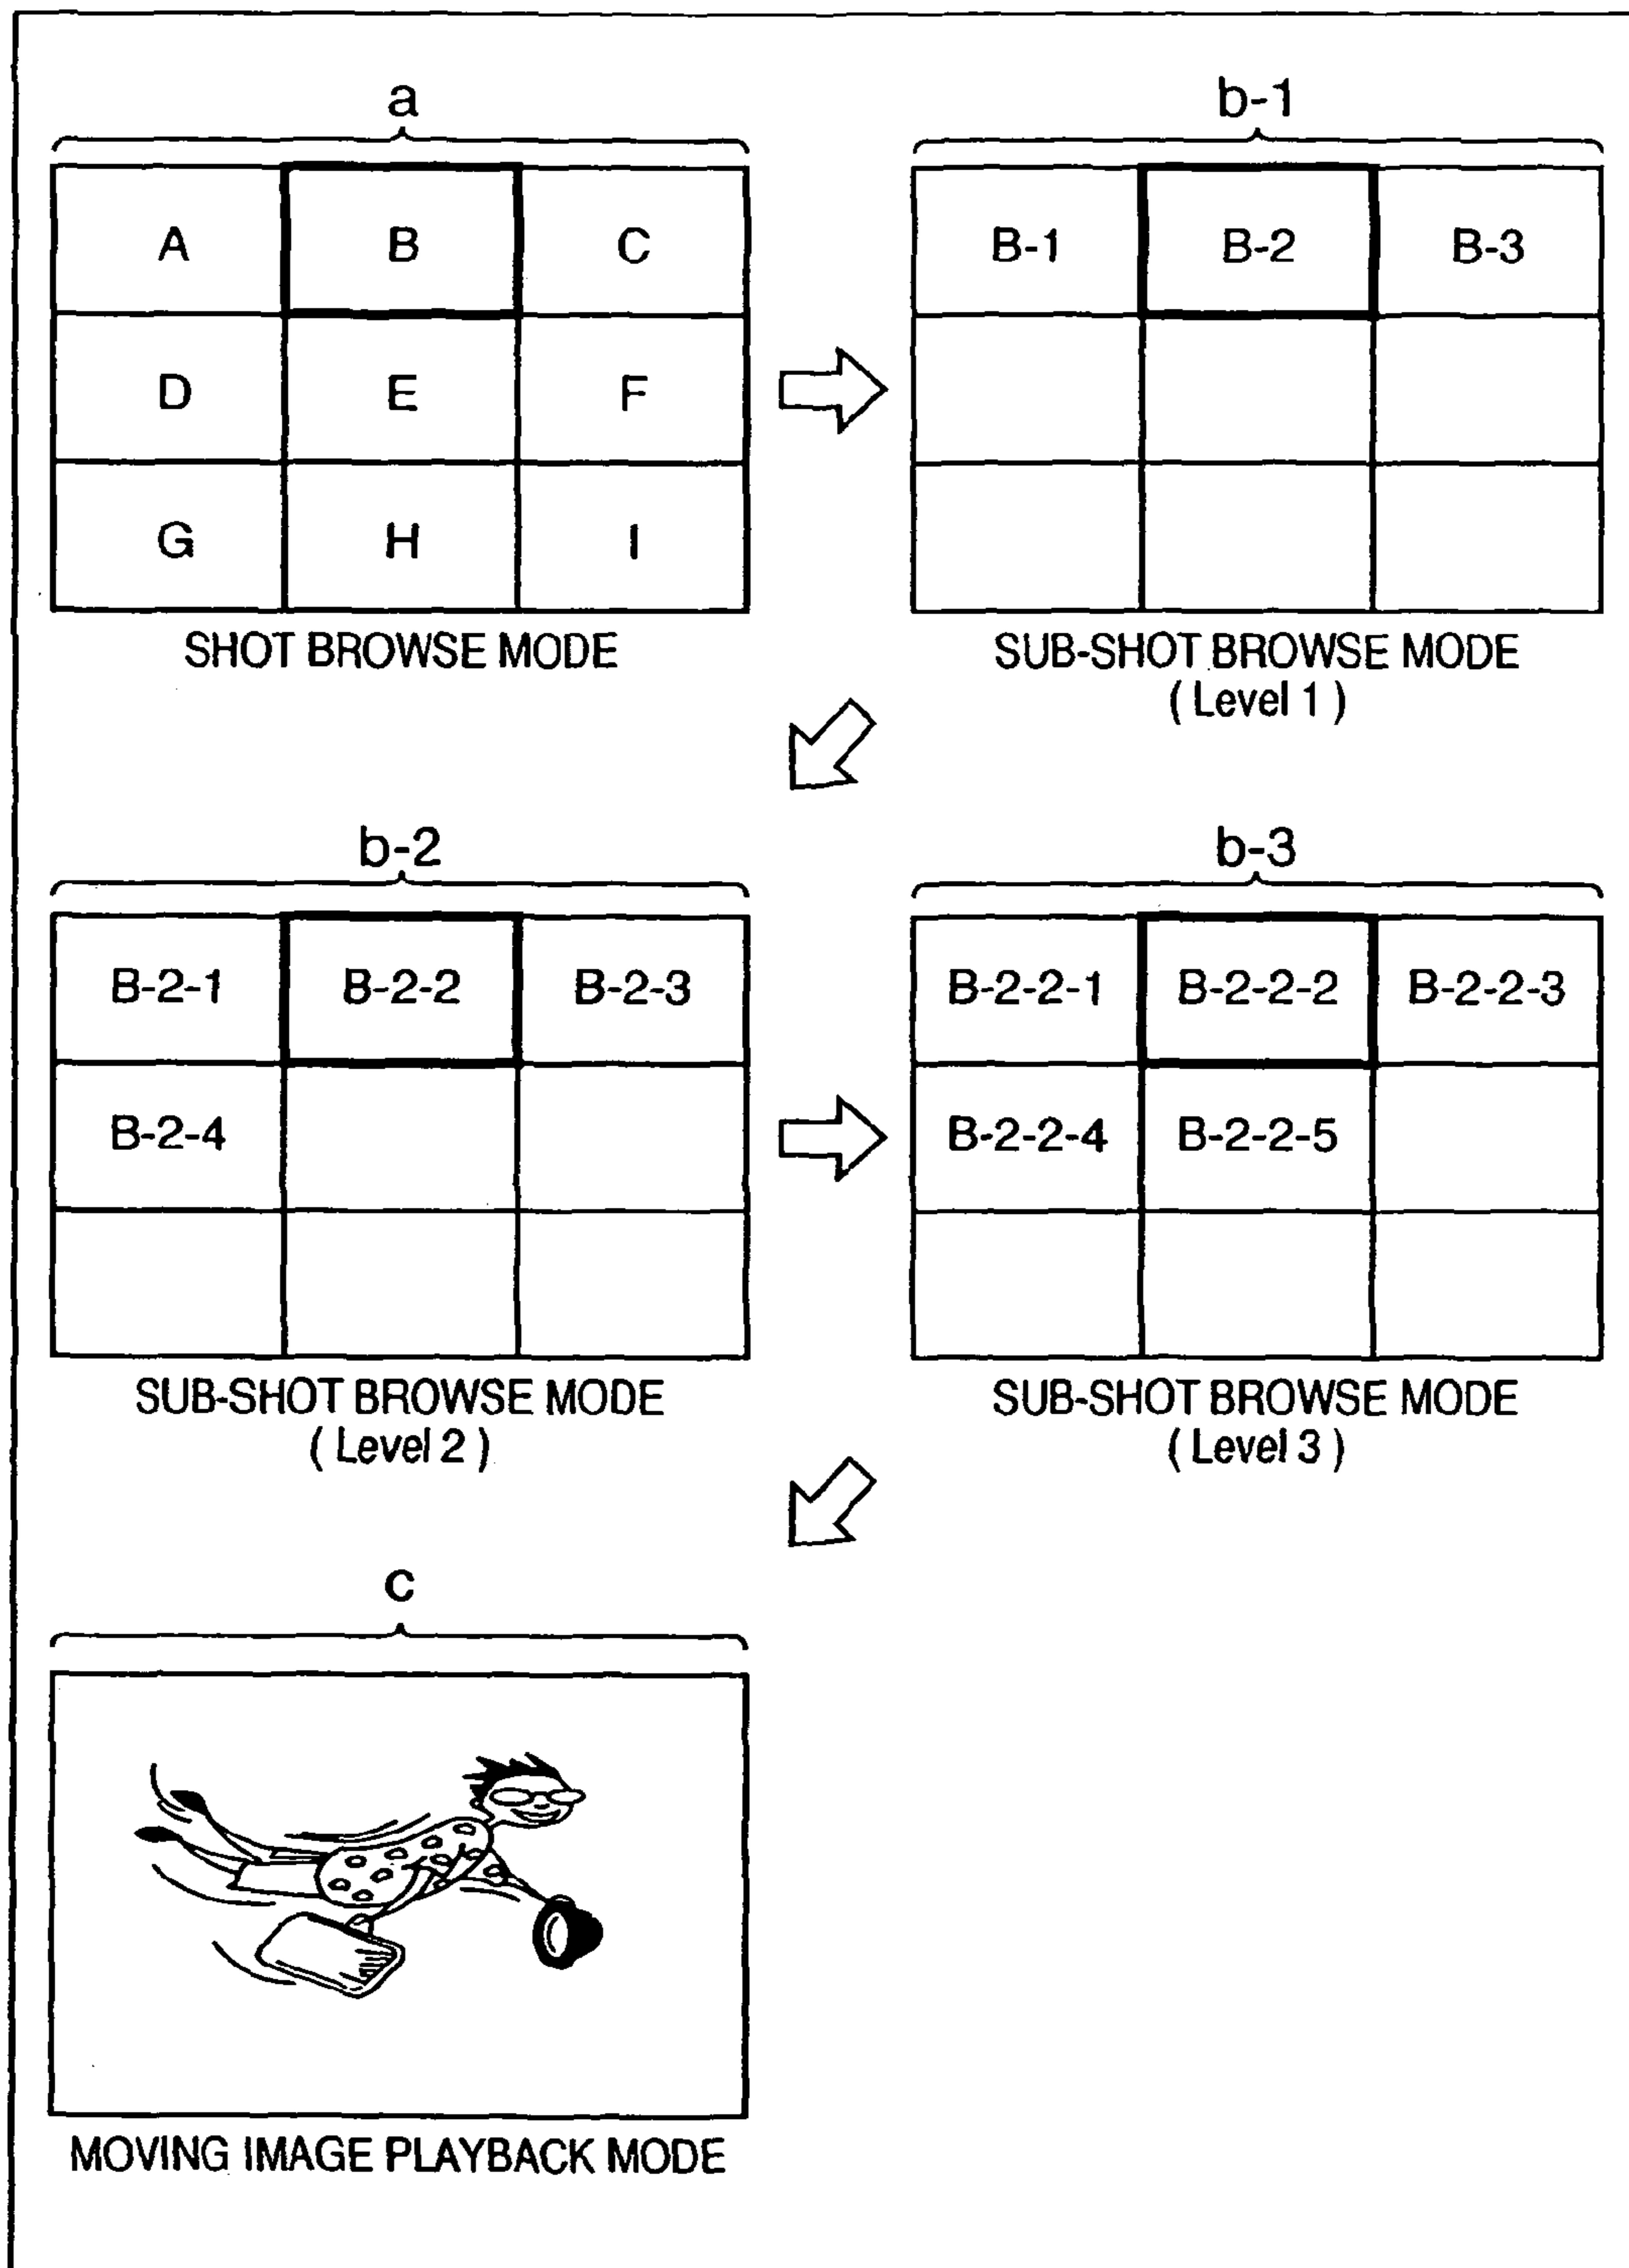 a
A B C
D E F
G H I
SHOT BROWSE MODE
b-1
B-1 B-2 B-3
SUB-SHOT BROWSE MODE
( Level 1 )
b-2
B-2-1 B-2-2 B-2-3
B-2-4
SUB-SHOT BROWSE MODE
( Level 2 )
b-3
B-2-2-1 B-2-2-2 B-2-2-3
B-2-2-4 B-2-2-5
SUB-SHOT BROWSE MODE
( Level 3 )
c
MOVING IMAGE PLAYBACK MODE